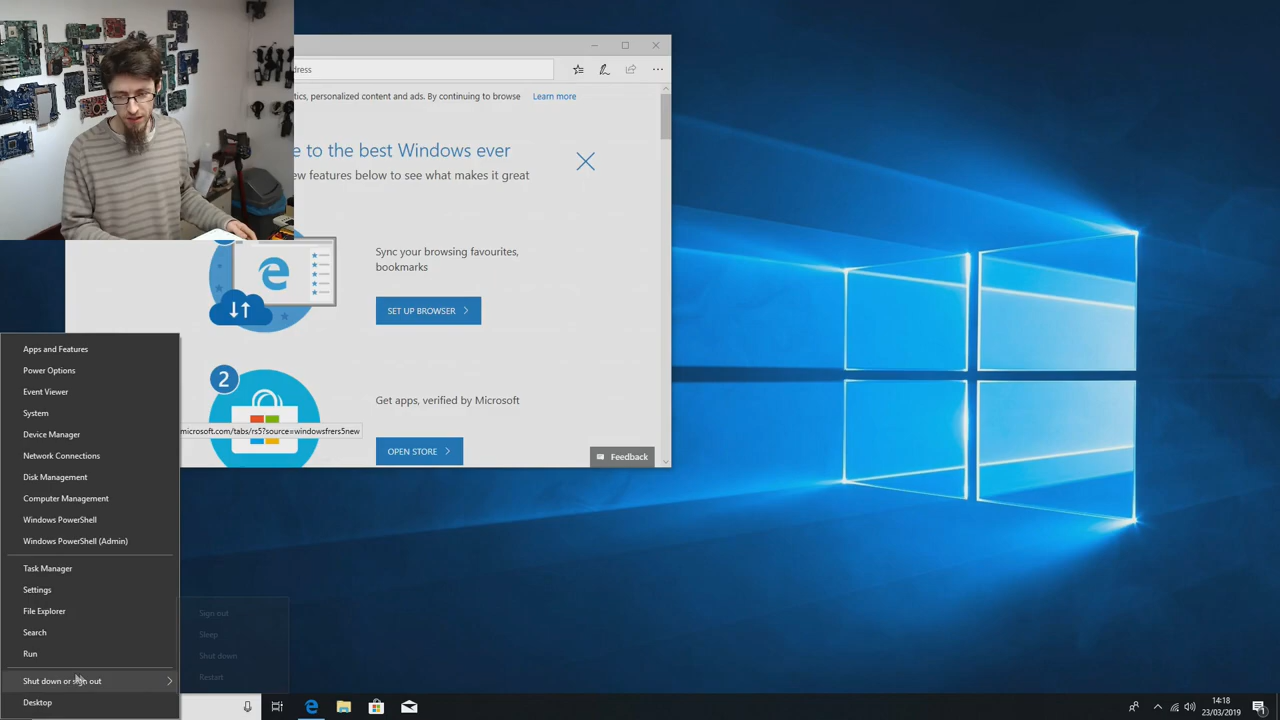 dress
tics, personalized content and ads. By continuing to browse Learn more
e to the best Windows ever
ew features below to see what makes it great
Sync your browsing favourites,
bookmarks
SET UP BROWSER
2
Get apps, verified by Microsoft
OPEN STORE
Feedback
microsoft.com/tabs/rs5?source=windowsfrers5new
Apps and Features
Power Options
Event Viewer
System
Device Manager
Network Connections
Disk Management
Computer Management
Windows PowerShell
Windows PowerShell (Admin)
Task Manager
Settings
File Explorer
Search
Run
Shut down or sign out
Desktop
Sign out
Sleep
Shut down
Restart
14:18
23/03/2019
1